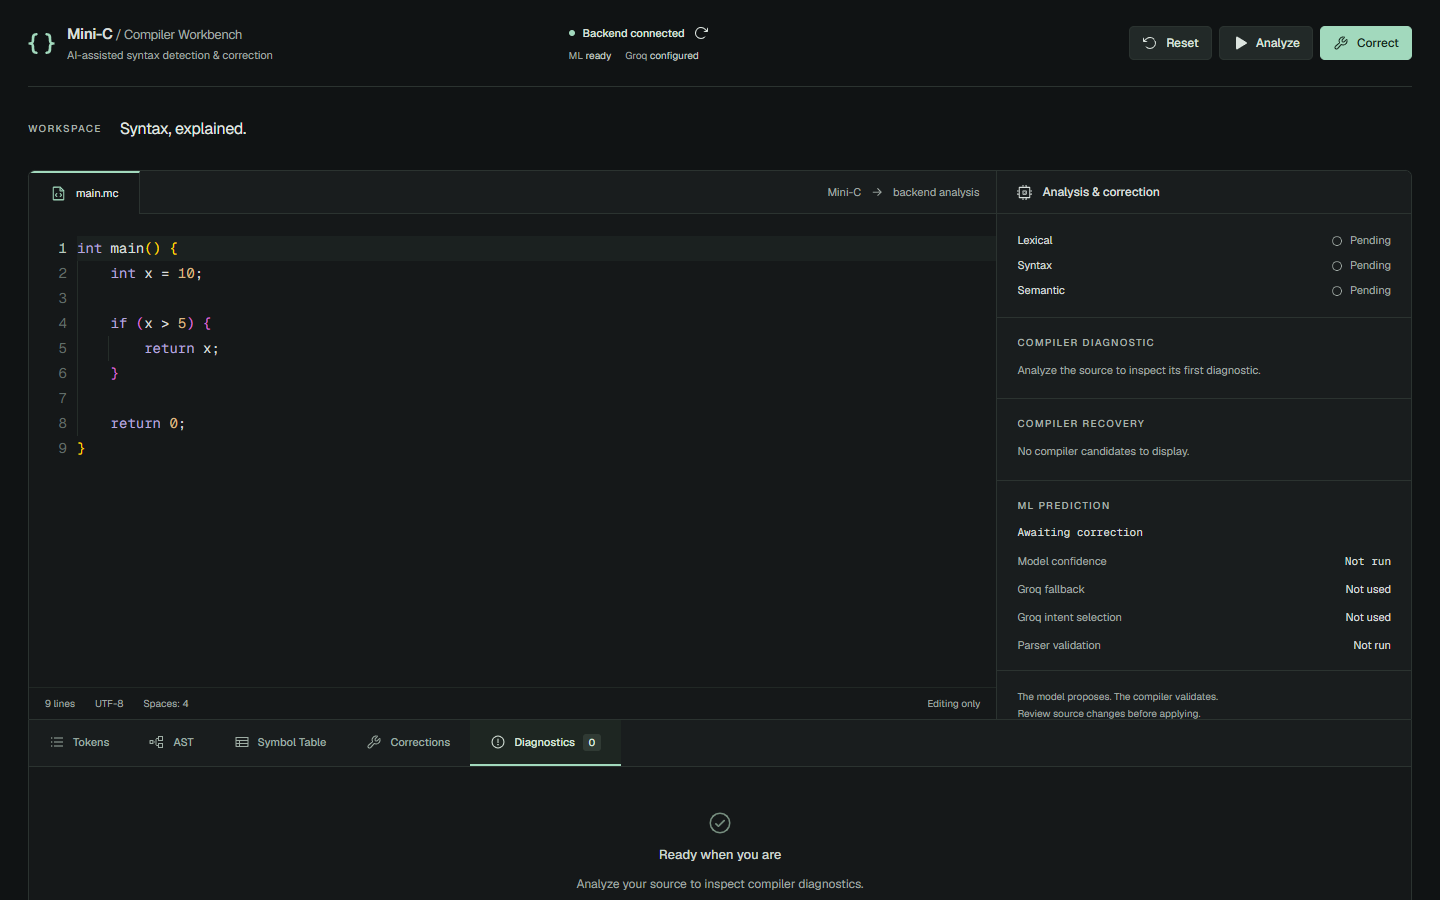 { } Mini-C / Compiler Workbench
AI-assisted syntax detection & correction
Backend connected
ML ready Groq configured
Reset
Analyze
Correct
WORKSPACE Syntax, explained.
main.mc
Mini-C → backend analysis
1 int main() {
2     int x = 10;
3
4     if (x > 5) {
5         return x;
6     }
7
8     return 0;
9 }
9 lines UTF-8 Spaces: 4
Editing only
Analysis & correction
Lexical Pending
Syntax Pending
Semantic Pending
COMPILER DIAGNOSTIC
Analyze the source to inspect its first diagnostic.
COMPILER RECOVERY
No compiler candidates to display.
ML PREDICTION
Awaiting correction
Model confidence Not run
Groq fallback Not used
Groq intent selection Not used
Parser validation Not run
The model proposes. The compiler validates.
Review source changes before applying.
Tokens
AST
Symbol Table
Corrections
Diagnostics 0
Ready when you are
Analyze your source to inspect compiler diagnostics.